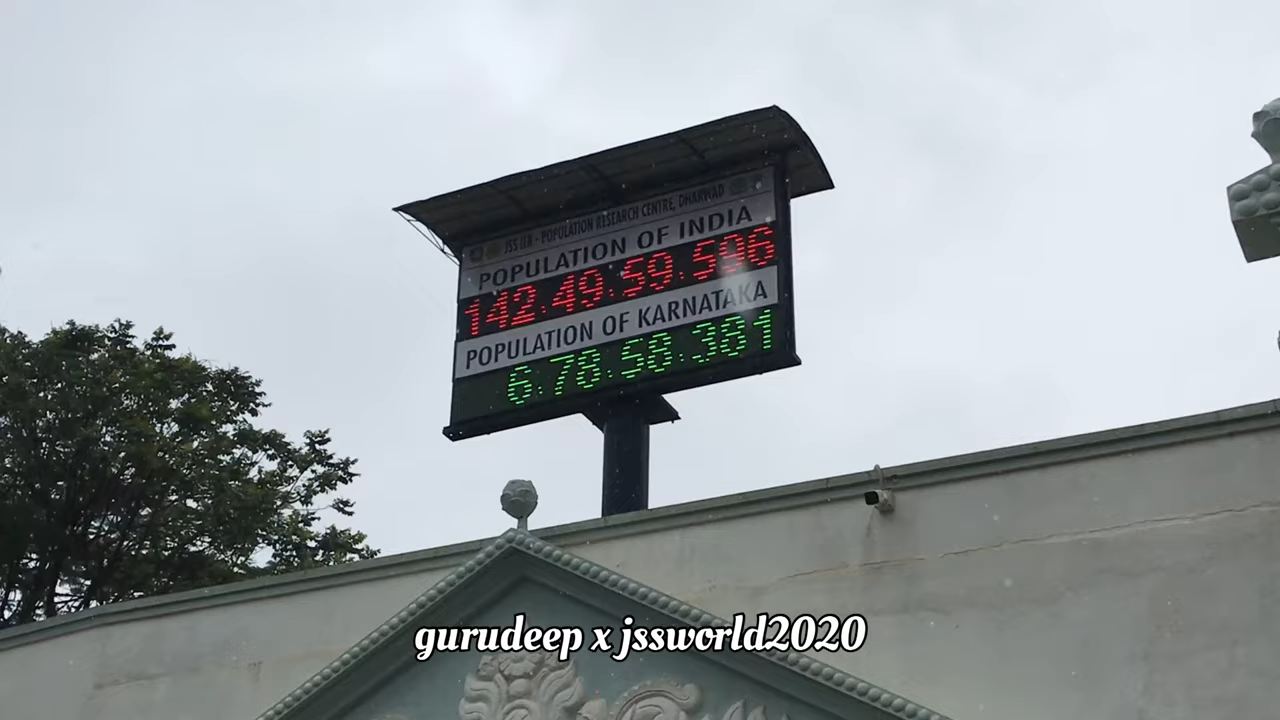 JSS IER - POPULATION RESEARCH CENTRE, DHARWAD
POPULATION OF INDIA
142:49:59:596
POPULATION OF KARNATAKA
6:78:58:381
gurudeep x jssworld2020